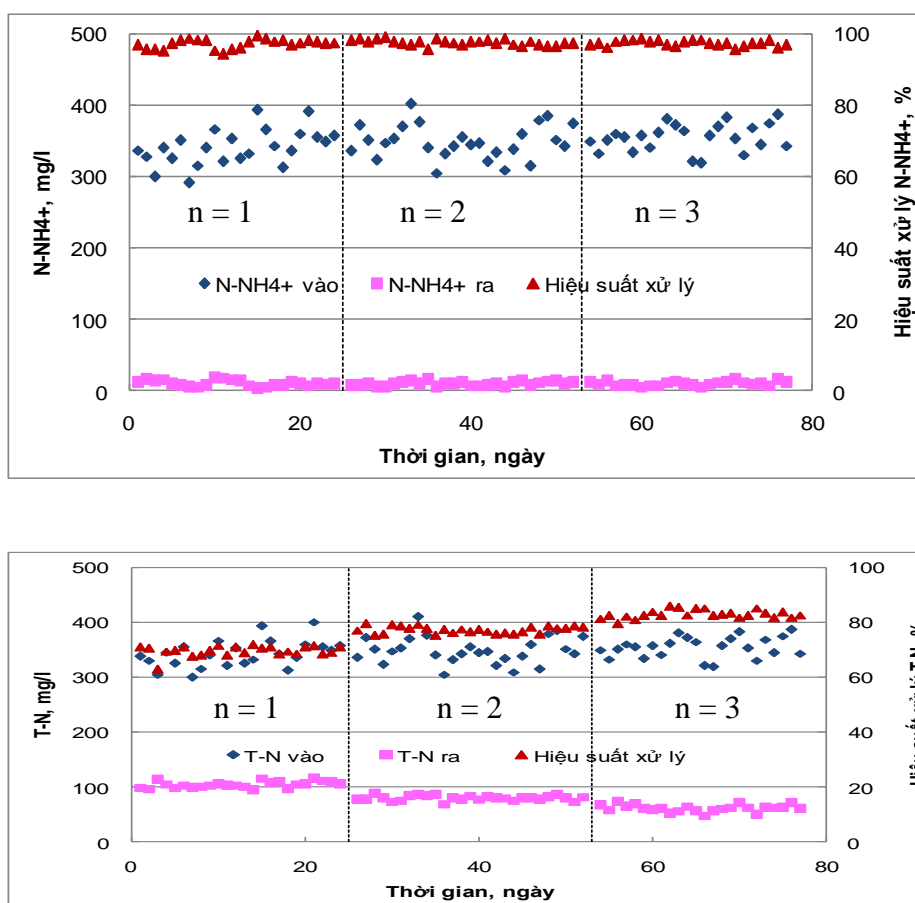 500
400
300
200
100
0
N-NH4+, mg/l
100
80
60
40
20
0
Hiệu suất xử lý N-NH4+, %
n = 1 n = 2 n = 3
N-NH4+ vào N-NH4+ ra Hiệu suất xử lý
0 20 40 60 80
Thời gian, ngày
500
400
300
200
100
0
T-N, mg/l
100
80
60
40
20
0
n = 1 n = 2 n = 3
T-N vào T-N ra Hiệu suất xử lý
0 20 40 60 80
Thời gian, ngày